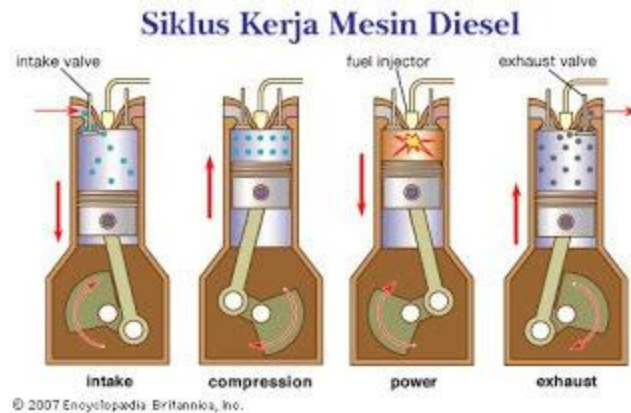 Siklus Kerja Mesin Diesel
intake valve
fuel injector
exhaust valve
intake
compression
power
exhaust
© 2007 Encyclopædia Britannica, Inc.